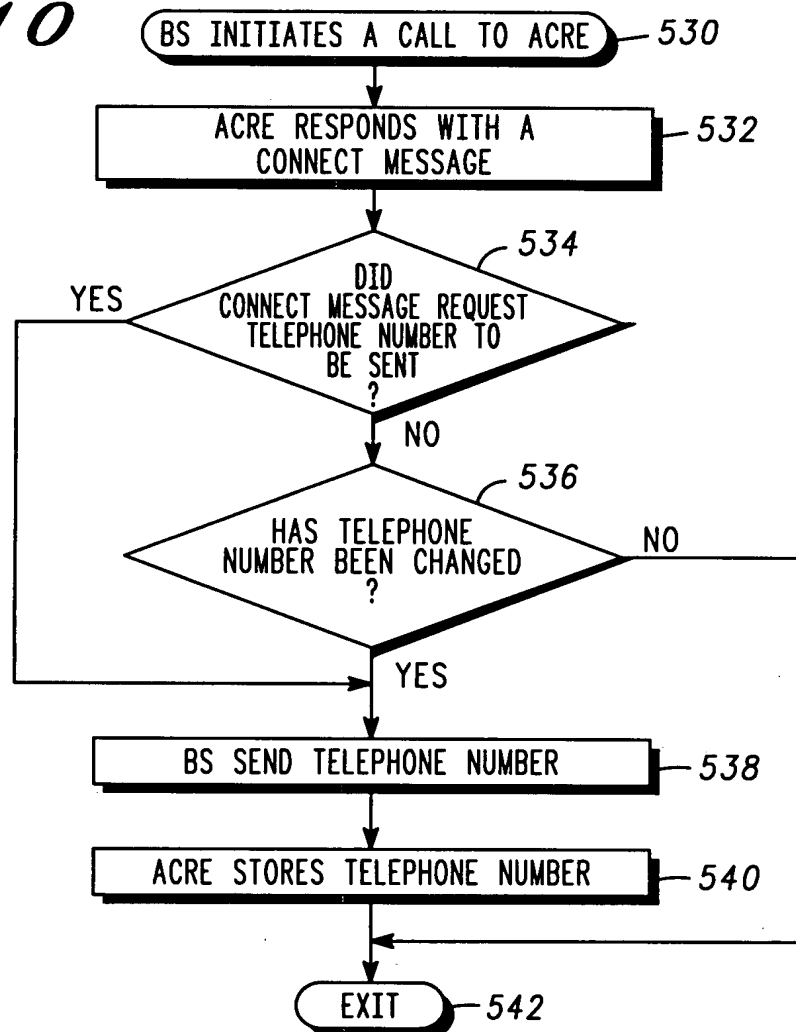 10
BS INITIATES A CALL TO ACRE
530
ACRE RESPONDS WITH A
CONNECT MESSAGE
532
534
DID
CONNECT MESSAGE REQUEST
TELEPHONE NUMBER TO
BE SENT
?
YES
NO
536
HAS TELEPHONE
NUMBER BEEN CHANGED
?
NO
YES
BS SEND TELEPHONE NUMBER
538
ACRE STORES TELEPHONE NUMBER
540
EXIT
542